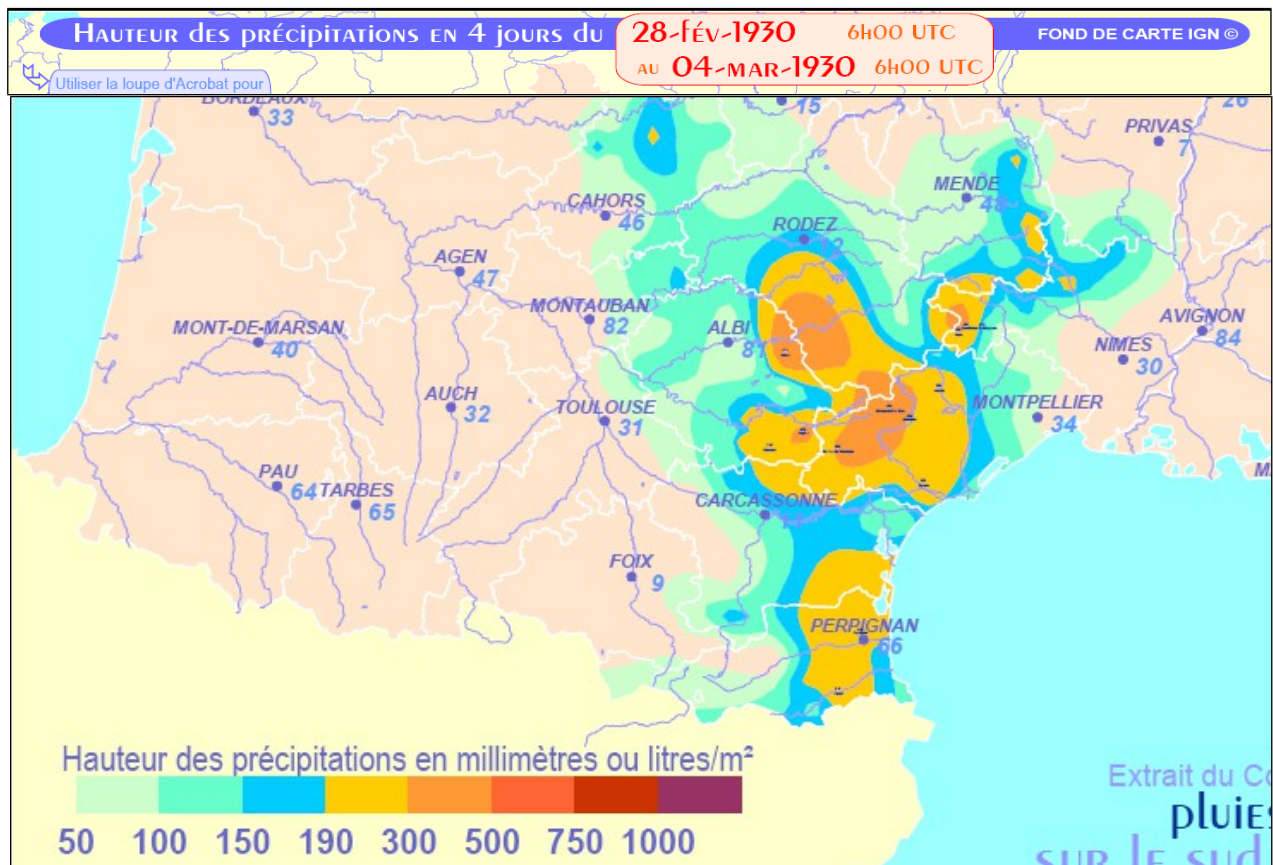 Hauteur des précipitations en 4 jours du 28-fév-1930 6h00 UTC
au 04-mar-1930 6h00 UTC
FOND DE CARTE IGN ©
Utiliser la loupe d'Acrobat pour
BORDEAUX
33
15
26
PRIVAS
7
MENDE
48
CAHORS
46
RODEZ
12
AGEN
47
MONTAUBAN
82
ALBI
81
AVIGNON
84
MONT-DE-MARSAN
40
NIMES
30
AUCH
32
TOULOUSE
31
MONTPELLIER
34
PAU
64
TARBES
65
CARCASSONNE
FOIX
9
PERPIGNAN
66
Hauteur des précipitations en millimètres ou litres/m²
50 100 150 190 300 500 750 1000
Extrait du
pluies
sur le sud